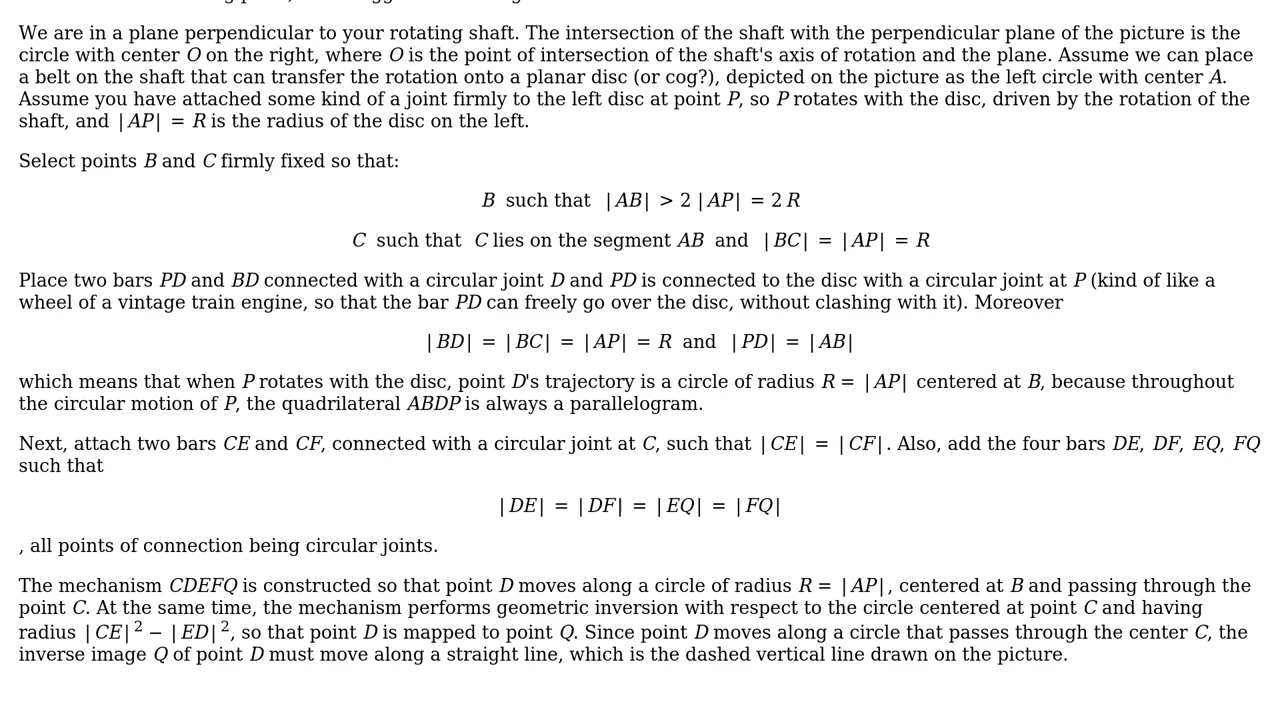 We are in a plane perpendicular to your rotating shaft. The intersection of the shaft with the perpendicular plane of the picture is the
circle with center O on the right, where O is the point of intersection of the shaft's axis of rotation and the plane. Assume we can place
a belt on the shaft that can transfer the rotation onto a planar disc (or cog?), depicted on the picture as the left circle with center A.
Assume you have attached some kind of a joint firmly to the left disc at point P, so P rotates with the disc, driven by the rotation of the
shaft, and |AP| = R is the radius of the disc on the left.
Select points B and C firmly fixed so that:
B such that |AB| > 2 |AP| = 2 R
C such that C lies on the segment AB and |BC| = |AP| = R
Place two bars PD and BD connected with a circular joint D and PD is connected to the disc with a circular joint at P (kind of like a
wheel of a vintage train engine, so that the bar PD can freely go over the disc, without clashing with it). Moreover
|BD| = |BC| = |AP| = R and |PD| = |AB|
which means that when P rotates with the disc, point D's trajectory is a circle of radius R = |AP| centered at B, because throughout
the circular motion of P, the quadrilateral ABDP is always a parallelogram.
Next, attach two bars CE and CF, connected with a circular joint at C, such that |CE| = |CF|. Also, add the four bars DE, DF, EQ, FQ
such that
|DE| = |DF| = |EQ| = |FQ|
, all points of connection being circular joints.
The mechanism CDEFQ is constructed so that point D moves along a circle of radius R = |AP|, centered at B and passing through the
point C. At the same time, the mechanism performs geometric inversion with respect to the circle centered at point C and having
radius |CE|² − |ED|², so that point D is mapped to point Q. Since point D moves along a circle that passes through the center C, the
inverse image Q of point D must move along a straight line, which is the dashed vertical line drawn on the picture.